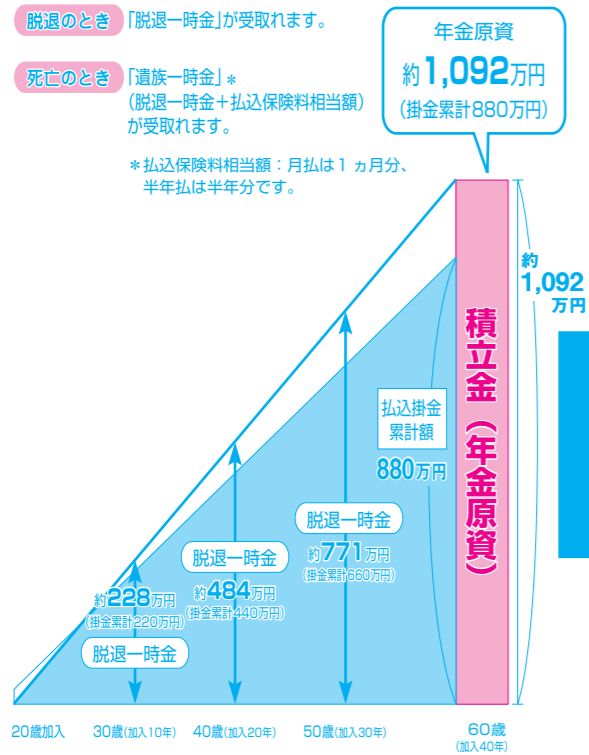 脱退のとき 「脱退一時金」が受取れます。
死亡のとき 「遺族一時金」*
(脱退一時金+払込保険料相当額)
が受取れます。
*払込保険料相当額:月払は1ヵ月分、
半年払は半年分です。
年金原資
約1,092万円
(掛金累計880万円)
約
1,092
万円
積立金(年金原資)
払込掛金
累計額
880万円
脱退一時金
約771万円
(掛金累計660万円)
脱退一時金
約484万円
(掛金累計440万円)
約228万円
(掛金累計220万円)
脱退一時金
20歳加入 30歳(加入10年) 40歳(加入20年) 50歳(加入30年) 60歳
(加入40年)